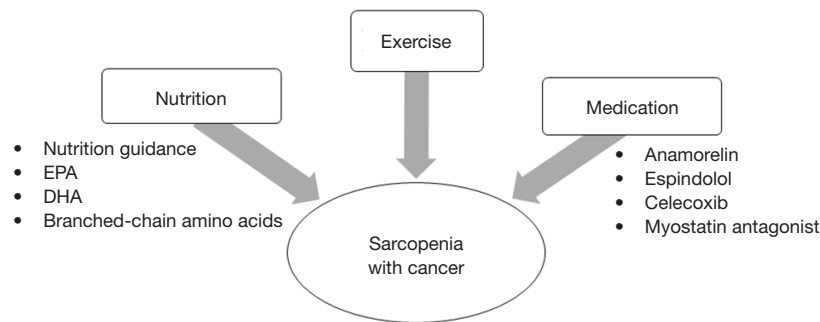 Exercise
Nutrition
Medication
• Nutrition guidance
• EPA
• DHA
• Branched-chain amino acids
• Anamorelin
• Espindolol
• Celecoxib
• Myostatin antagonist
Sarcopenia
with cancer